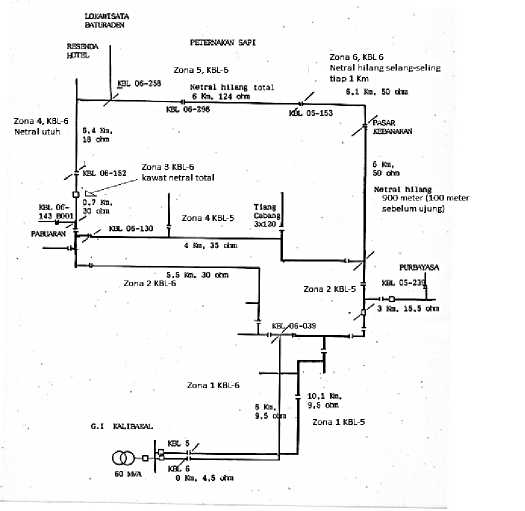 LOKAWISATA
BATURADEN
RESENDA
HOTEL
PETERNAKAN SAPI
Zona 6, KBL 6
Netral hilang selang-seling
tiap 1 Km
Zona 5, KBL-6
KBL 06-258
Netral hilang total
6 Km, 124 ohm
6.1 Km, 50 ohm
KBL 06-298
KBL 05-153
Zona 4, KBL-6
Netral utuh
PASAR
KEBANARAN
6.4 Km,
18 ohm
Zona 3 KBL-6
kawat netral total
KBL 06-152
6 Km,
50 ohm
Netral hilang
900 meter (100 meter
sebelum ujung)
0.7 Km,
30 ohm
KBL 06-
143 B001
Zona 4 KBL-5
Tiang
Cabang
3x120
PABUARAN
KBL 06-130
4 Km, 35 ohm
PURBAYASA
5.5 Km, 30 ohm
Zona 2 KBL-6
Zona 2 KBL-5
KBL 05-239
3 Km, 15.5 ohm
KBL 06-039
Zona 1 KBL-6
10.1 Km,
9,6 ohm
8 Km,
9.5 ohm
Zona 1 KBL-5
G.I KALIBAKAL
KBL 5
KBL 6
60 MVA
0 Km, 4.5 ohm